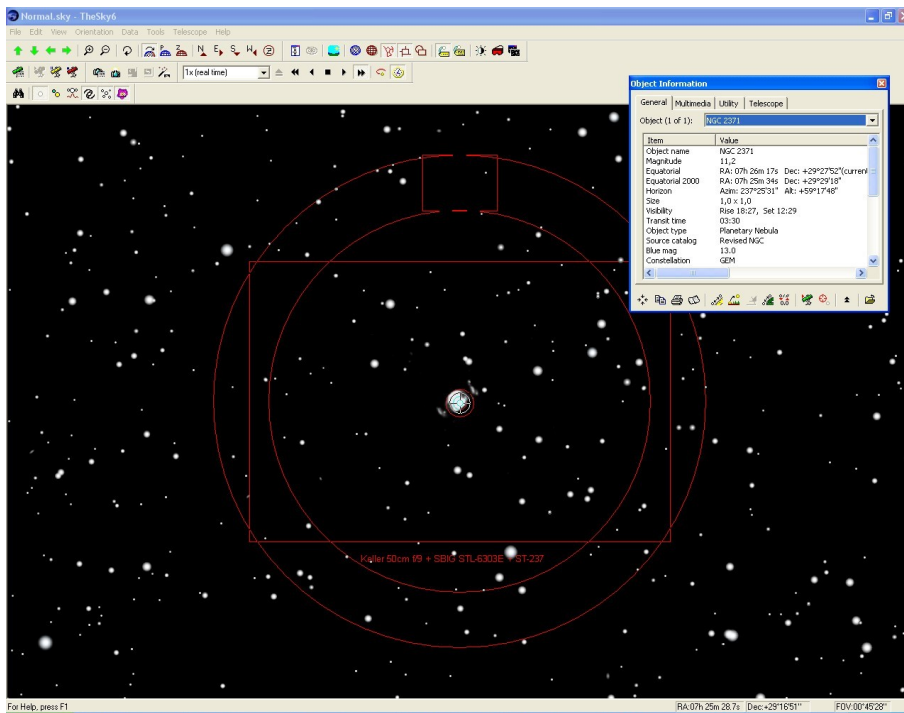 Normal.sky - TheSky6
File Edit View Orientation Data Tools Telescope Help
N E S W Z
1x (real time)
Object Information
General Multimedia Utility Telescope
Object (1 of 1): NGC 2371
Item Value
Object name NGC 2371
Magnitude 11,2
Equatorial RA: 07h 26m 17s Dec: +29°27'52"(current
Equatorial 2000 RA: 07h 25m 34s Dec: +29°29'18"
Horizon Azim: 237°25'31" Alt: +59°17'48"
Size 1,0 x 1,0
Visibility Rise 18:27, Set 12:29
Transit time 03:30
Object type Planetary Nebula
Source catalog Revised NGC
Blue mag 13.0
Constellation GEM
Keller 50cm f/9 + SBIG STL-6303E + ST-237
For Help, press F1
RA:07h 25m 28.7s Dec:+29°16'51" FOV:00°45'28"